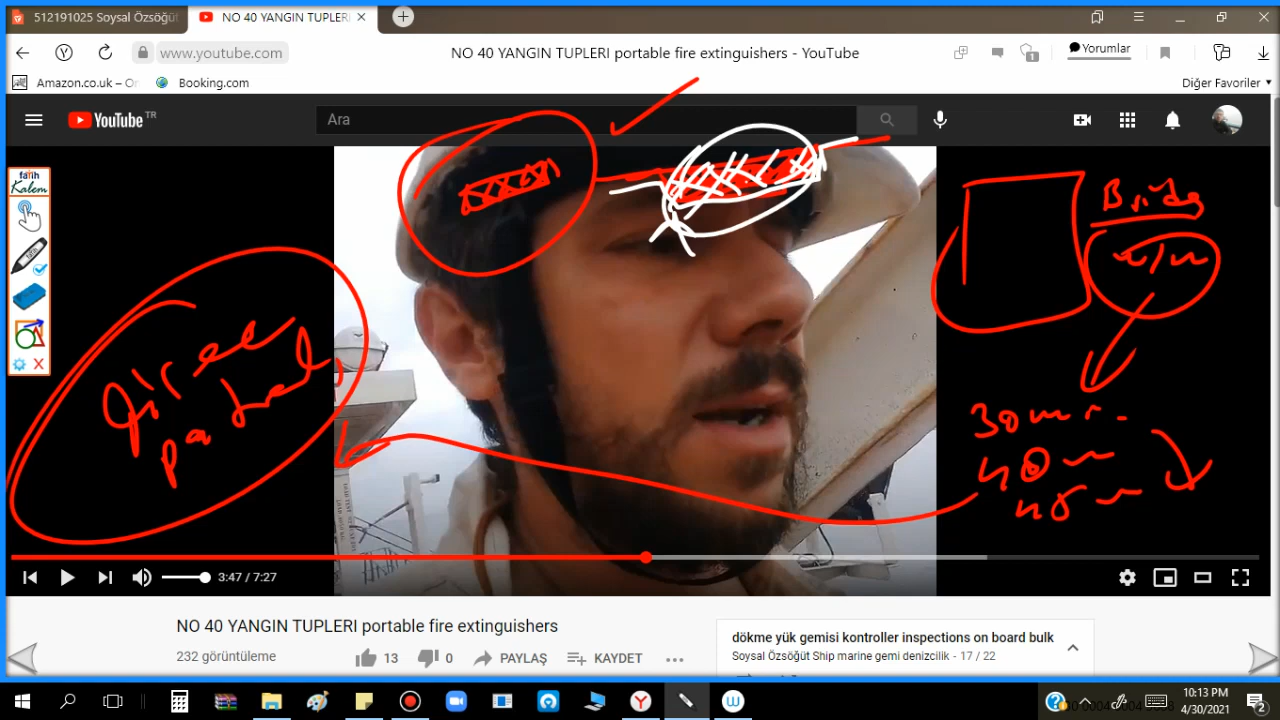 512191025 Soysal Özsöğüt
NO 40 YANGIN TUPLERI
www.youtube.com
NO 40 YANGIN TUPLERI portable fire extinguishers - YouTube
1
Yorumlar
Amazon.co.uk – O
Booking.com
Diğer Favoriler
YouTube TR
Ara
fatih
Kalem
3:47 / 7:27
NO 40 YANGIN TUPLERI portable fire extinguishers
232 görüntüleme
13
0
PAYLAŞ
KAYDET
dökme yük gemisi kontroller inspections on board bulk
Soysal Özsöğüt Ship marine gemi denizcilik - 17 / 22
10:13 PM
4/30/2021
2